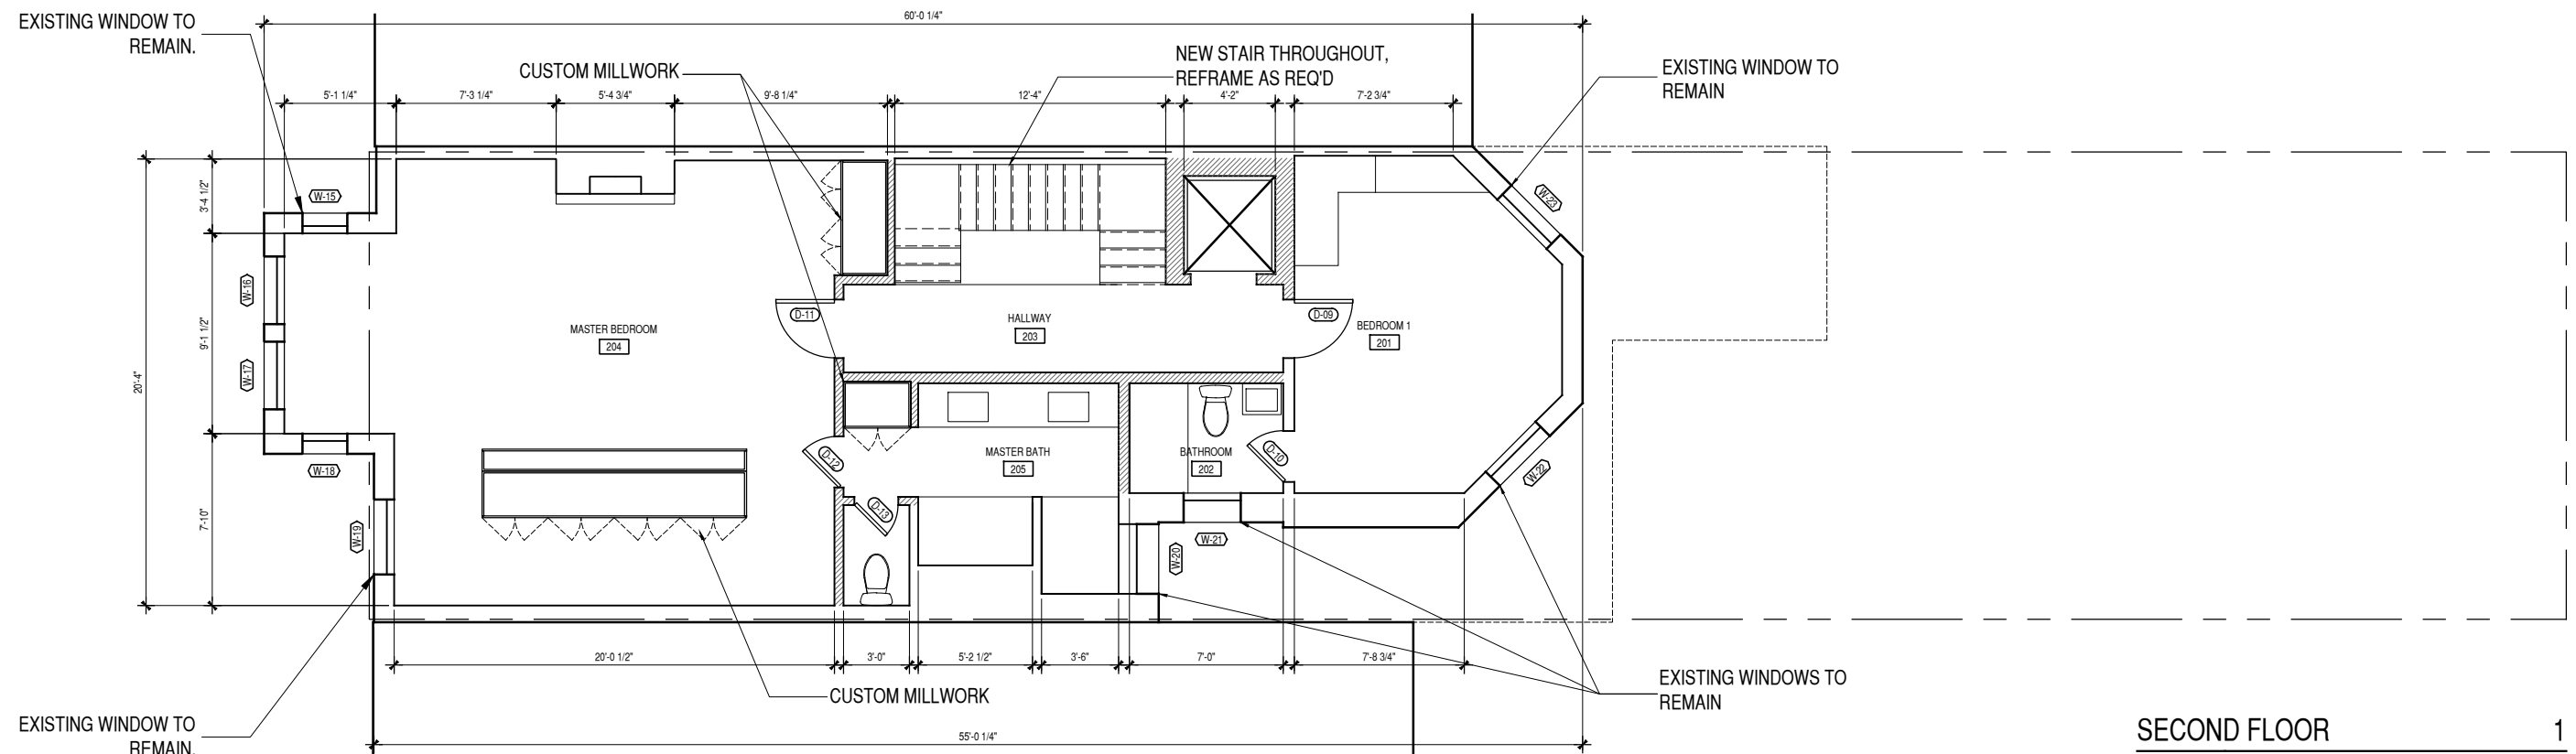 60'-0 1/4"
EXISTING WINDOW TO
REMAIN.
CUSTOM MILLWORK
NEW STAIR THROUGHOUT,
REFRAME AS REQ'D
EXISTING WINDOW TO
REMAIN
5'-1 1/4"
7'-3 1/4"
5'-4 3/4"
9'-8 1/4"
12'-4"
4'-2"
7'-2 3/4"
3'-4 1/2"
W-15
W-23
W-16
D-11
HALLWAY
203
D-09
BEDROOM 1
201
MASTER BEDROOM
204
9'-1 1/2"
W-17
20'-4"
W-18
D-12
MASTER BATH
205
BATHROOM
202
D-10
W-22
7'-10"
W-19
D-13
W-21
W-20
20'-0 1/2"
3'-0"
5'-2 1/2"
3'-6"
7'-0"
7'-8 3/4"
CUSTOM MILLWORK
EXISTING WINDOWS TO
REMAIN
EXISTING WINDOW TO
REMAIN.
55'-0 1/4"
SECOND FLOOR 1